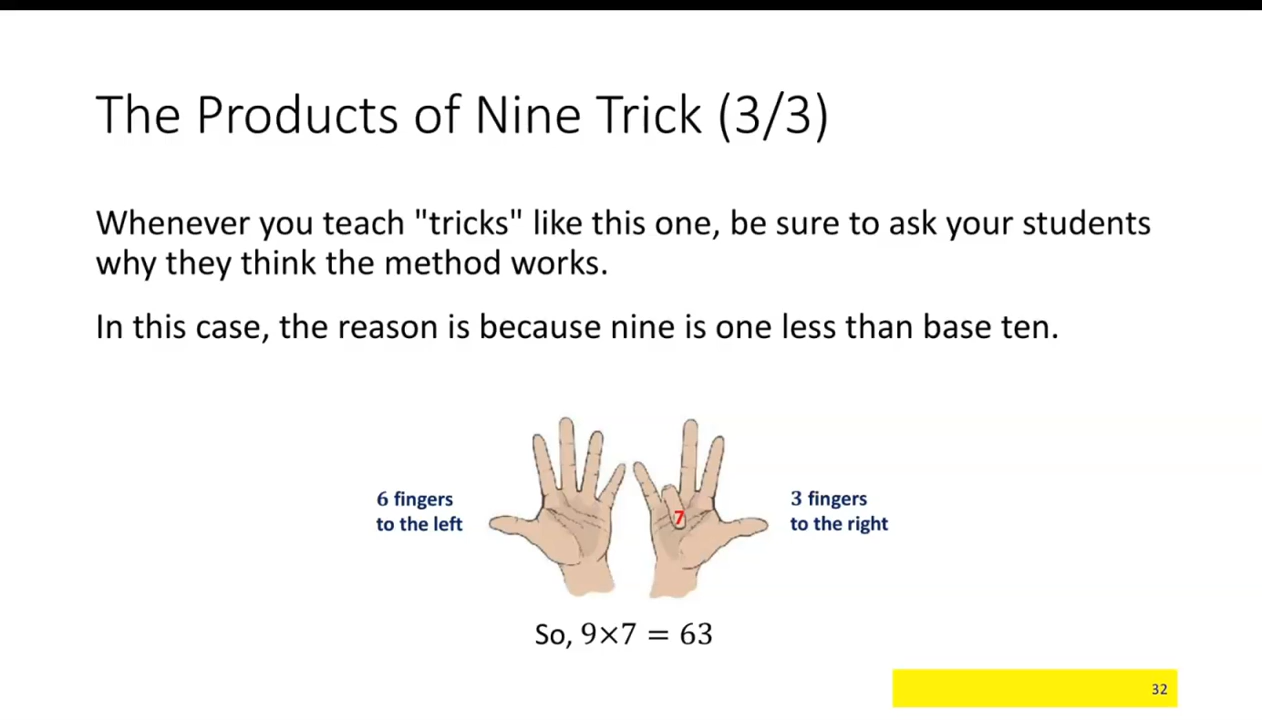 The Products of Nine Trick (3/3)
Whenever you teach "tricks" like this one, be sure to ask your students
why they think the method works.
In this case, the reason is because nine is one less than base ten.
6 fingers
to the left
7
3 fingers
to the right
So, 9×7 = 63
32